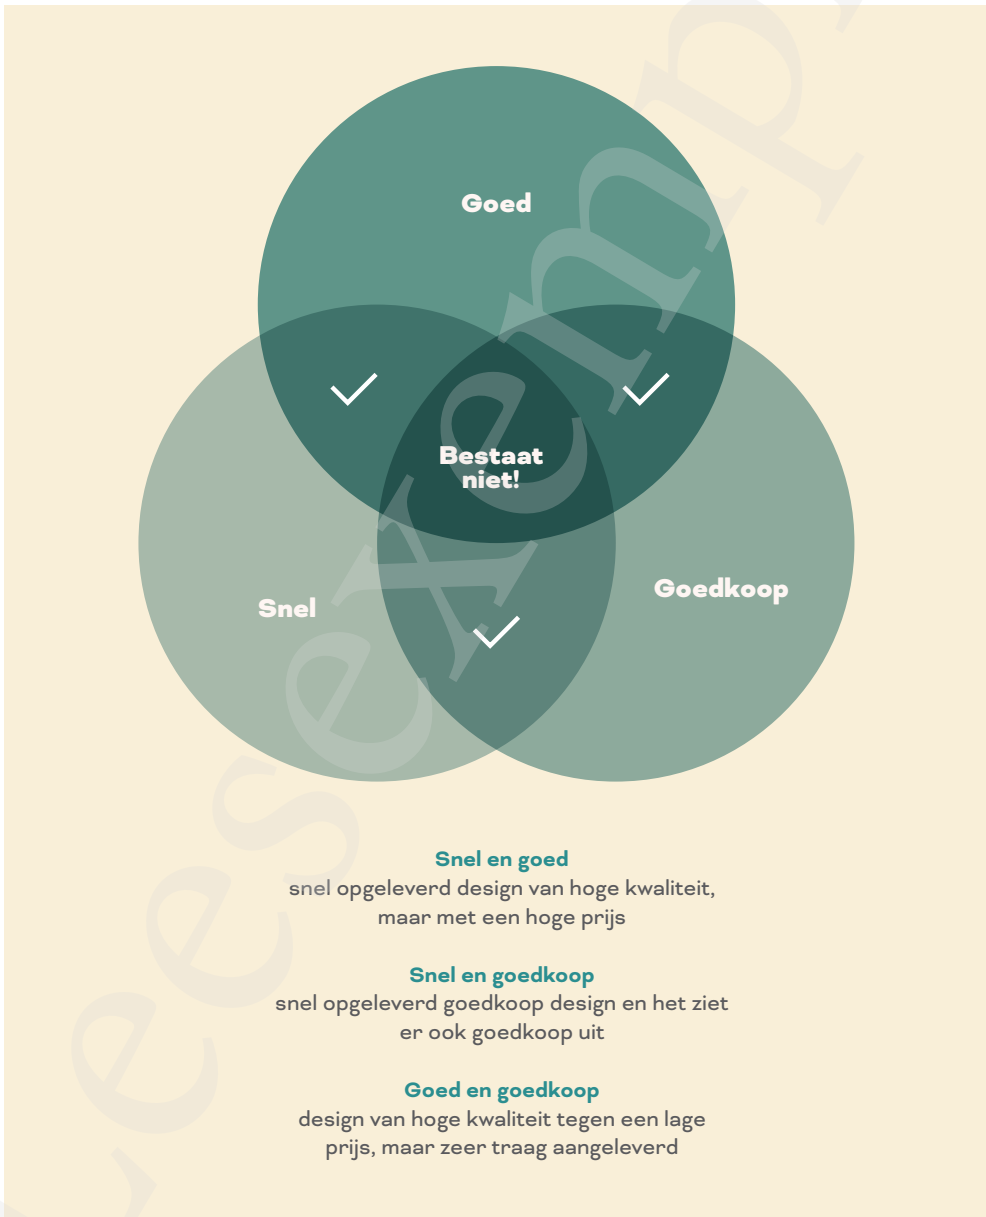 Goed
Bestaat
niet!
Snel
Goedkoop
Snel en goed
snel opgeleverd design van hoge kwaliteit,
maar met een hoge prijs
Snel en goedkoop
snel opgeleverd goedkoop design en het ziet
er ook goedkoop uit
Goed en goedkoop
design van hoge kwaliteit tegen een lage
prijs, maar zeer traag aangeleverd
Leesexemp